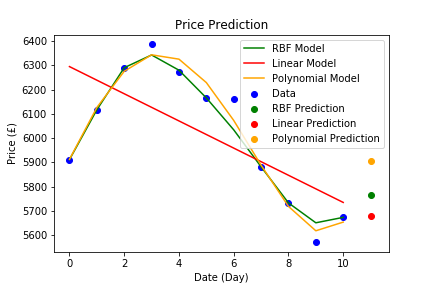 Price Prediction
6400
6300
6200
6100
6000
5900
5800
5700
5600
Price (£)
RBF Model
Linear Model
Polynomial Model
Data
RBF Prediction
Linear Prediction
Polynomial Prediction
0 2 4 6 8 10
Date (Day)